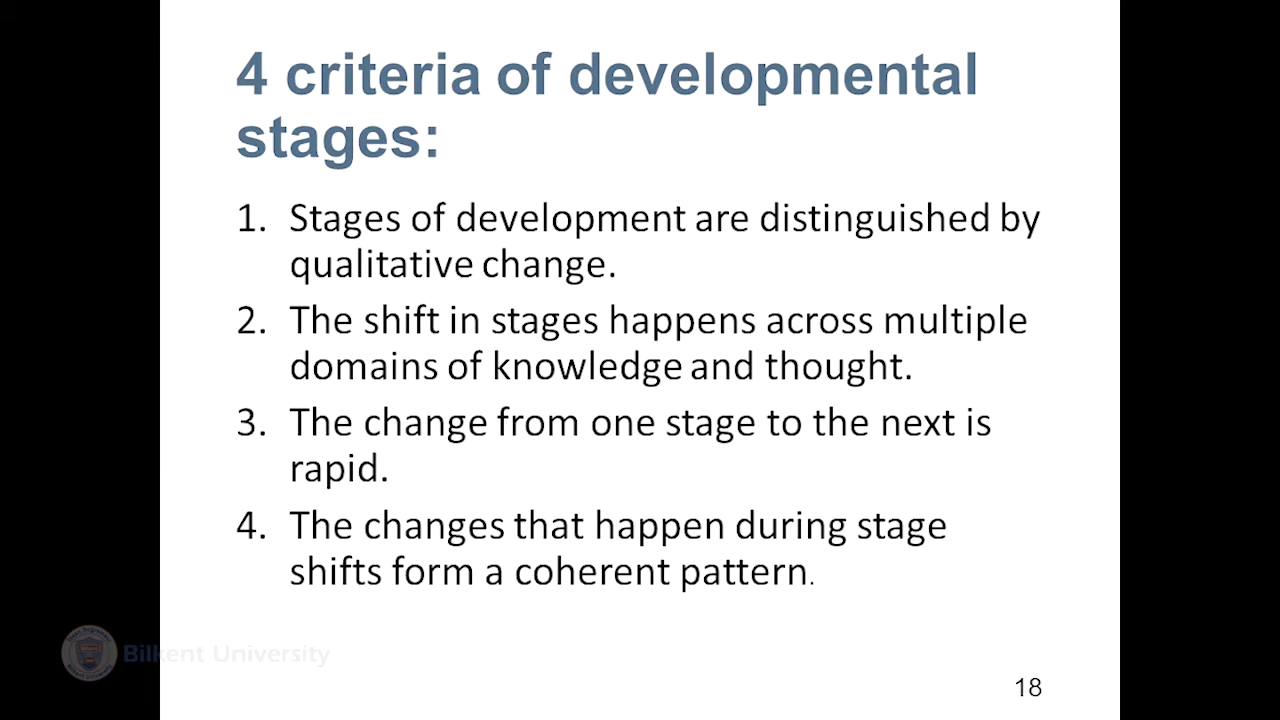 4 criteria of developmental
stages:
1. Stages of development are distinguished by
qualitative change.
2. The shift in stages happens across multiple
domains of knowledge and thought.
3. The change from one stage to the next is
rapid.
4. The changes that happen during stage
shifts form a coherent pattern.
Bilkent University
18